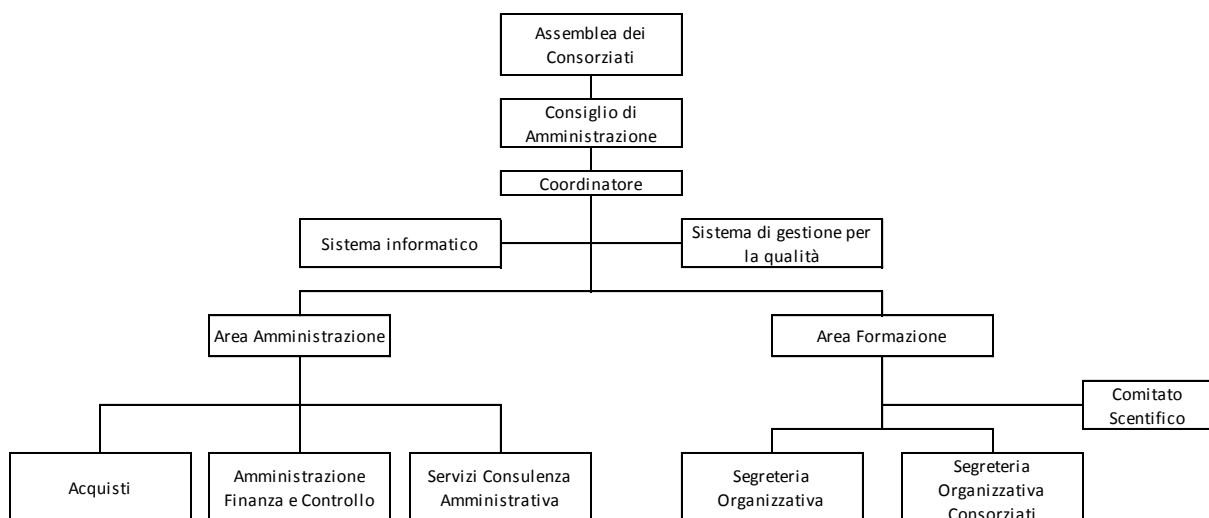 Assemblea dei
Consorziati
Consiglio di
Amministrazione
Coordinatore
Sistema informatico
Sistema di gestione per
la qualità
Area Amministrazione
Area Formazione
Comitato
Scentifico
Acquisti
Amministrazione
Finanza e Controllo
Servizi Consulenza
Amministrativa
Segreteria
Organizzativa
Segreteria
Organizzativa
Consorziati